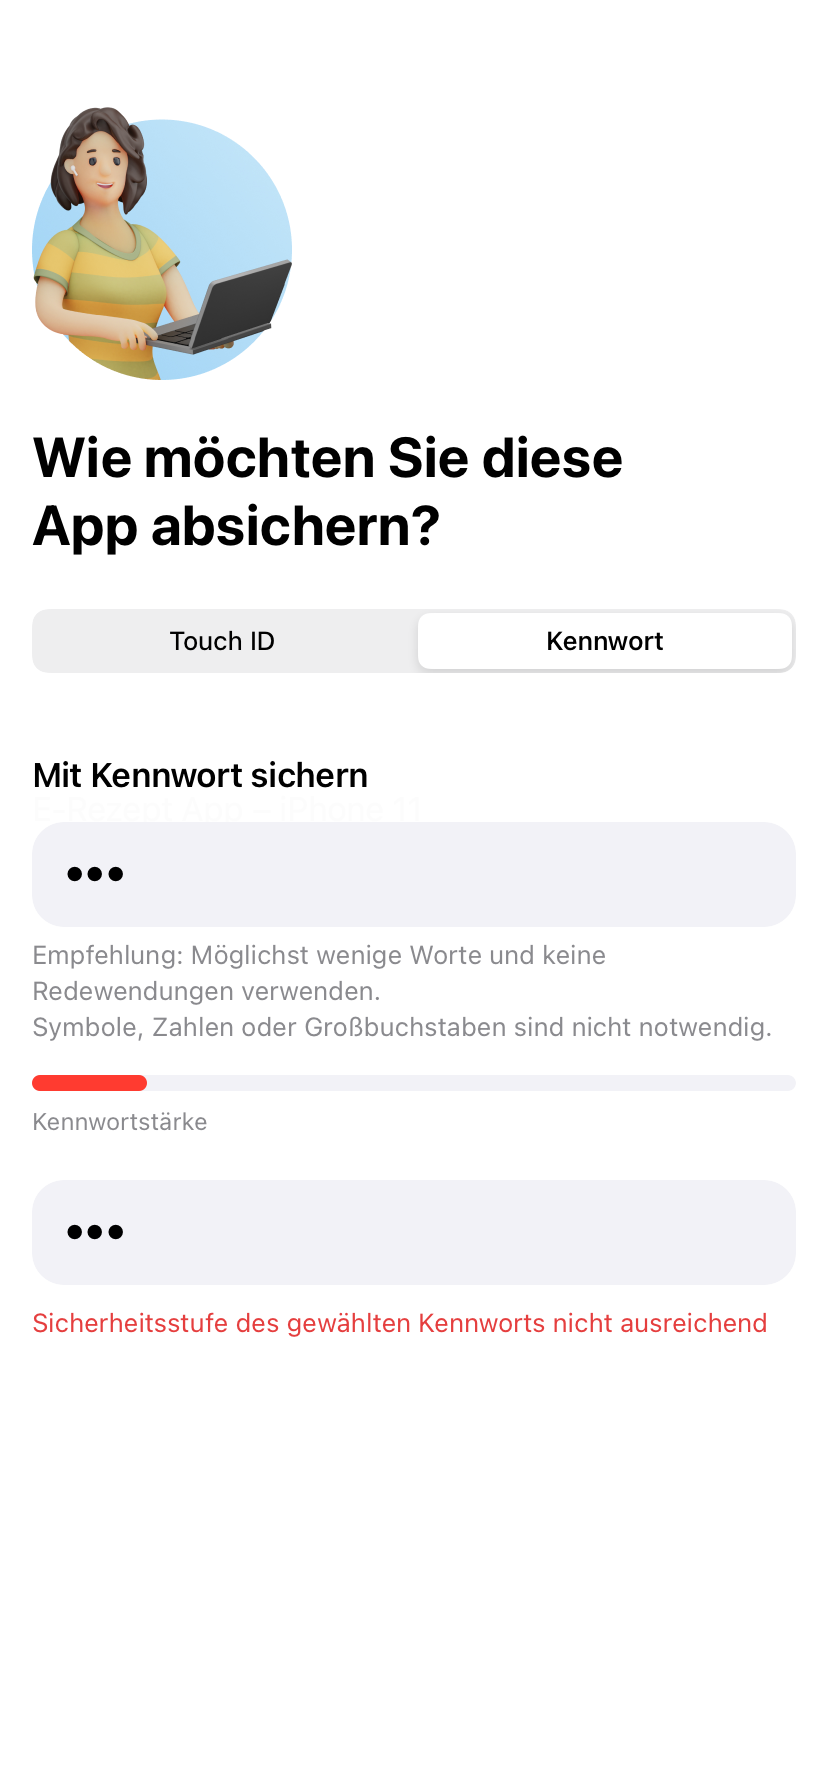 Wie möchten Sie diese
App absichern?
Touch ID
Kennwort
Mit Kennwort sichern
E-Rezept App – iPhone 11
•••
Empfehlung: Möglichst wenige Worte und keine
Redewendungen verwenden.
Symbole, Zahlen oder Großbuchstaben sind nicht notwendig.
Kennwortstärke
•••
Sicherheitsstufe des gewählten Kennworts nicht ausreichend